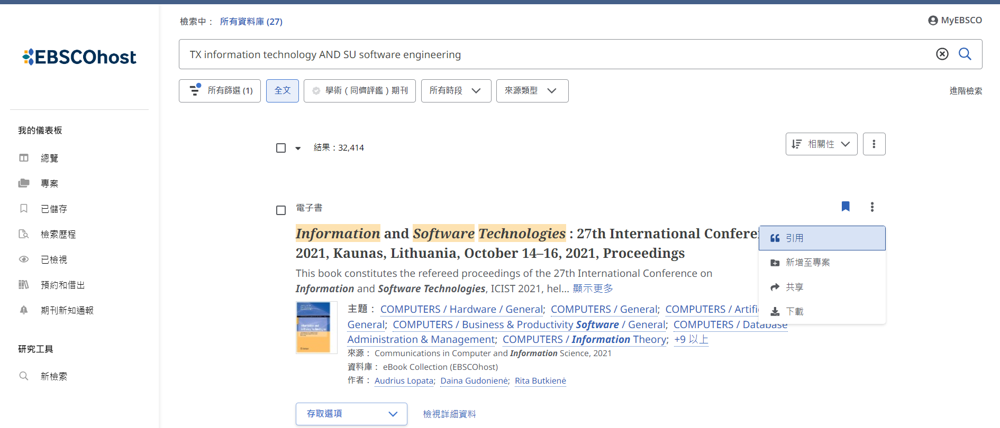 檢索中： 所有資料庫 (27)
MyEBSCO
EBSCOhost
TX information technology AND SU software engineering
所有篩選 (1)
全文
學術（同儕評鑑）期刊
所有時段
來源類型
進階檢索
我的儀表板
總覽
專案
已儲存
檢索歷程
已檢視
預約和借出
期刊新知通報
研究工具
新檢索
結果：32,414
相關性
電子書
Information and Software Technologies : 27th International Confere
2021, Kaunas, Lithuania, October 14–16, 2021, Proceedings
This book constitutes the refereed proceedings of the 27th International Conference on
Information and Software Technologies, ICIST 2021, hel... 顯示更多
主題： COMPUTERS / Hardware / General; COMPUTERS / General; COMPUTERS / Artifi
General; COMPUTERS / Business & Productivity Software / General; COMPUTERS / Database
Administration & Management; COMPUTERS / Information Theory; +9 以上
來源： Communications in Computer and Information Science, 2021
資料庫： eBook Collection (EBSCOhost)
作者： Audrius Lopata; Daina Gudonienė; Rita Butkienė
存取選項
檢視詳細資料
引用
新增至專案
共享
下載